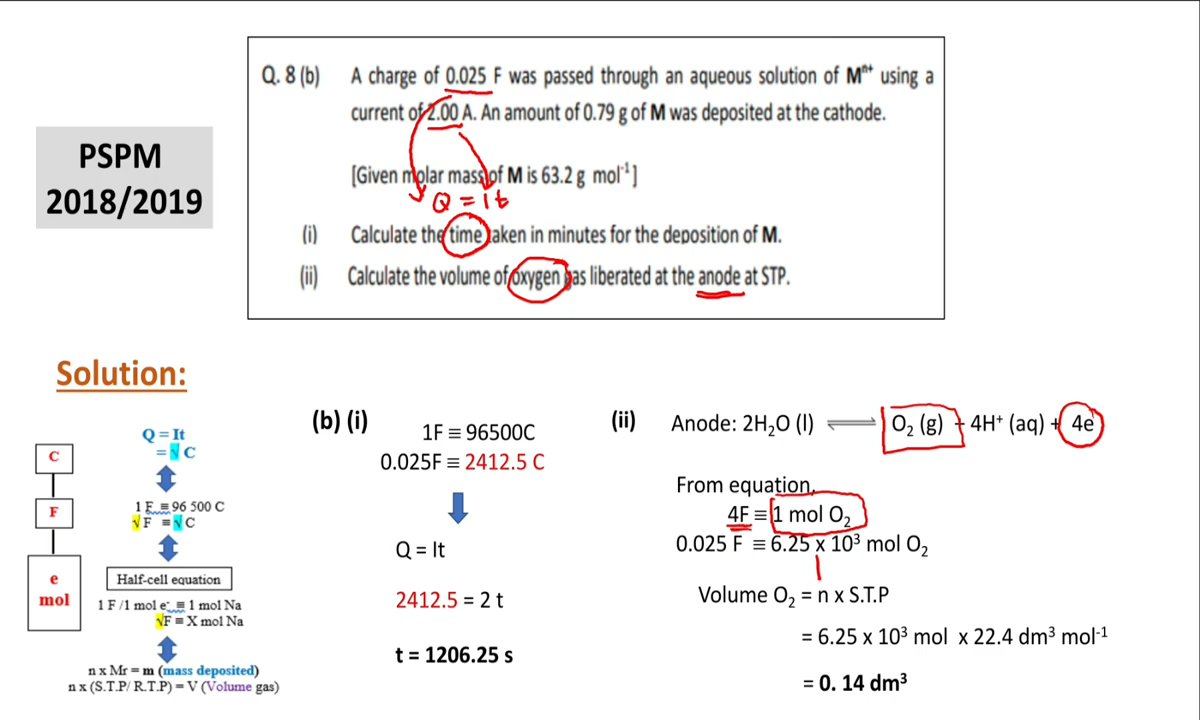 PSPM
2018/2019
Q. 8 (b) A charge of 0.025 F was passed through an aqueous solution of Mⁿ⁺ using a
current of 2.00 A. An amount of 0.79 g of M was deposited at the cathode.
[Given molar mass of M is 63.2 g mol⁻¹]
Q = It
(i) Calculate the time taken in minutes for the deposition of M.
(ii) Calculate the volume of oxygen gas liberated at the anode at STP.
Solution:
C
F
e
mol
Q = It
= √ C
1 F ≡ 96 500 C
√ F ≡ √ C
Half-cell equation
1 F /1 mol e⁻ ≡ 1 mol Na
√F ≡ X mol Na
n x Mr = m (mass deposited)
n x (S.T.P/ R.T.P) = V (Volume gas)
(b) (i)
1F ≡ 96500C
0.025F ≡ 2412.5 C
Q = It
2412.5 = 2 t
t = 1206.25 s
(ii) Anode: 2H₂O (l) ⇌ O₂ (g) + 4H⁺ (aq) + 4e
From equation,
4F ≡ 1 mol O₂
0.025 F ≡ 6.25 x 10³ mol O₂
Volume O₂ = n x S.T.P
= 6.25 x 10³ mol x 22.4 dm³ mol⁻¹
= 0. 14 dm³